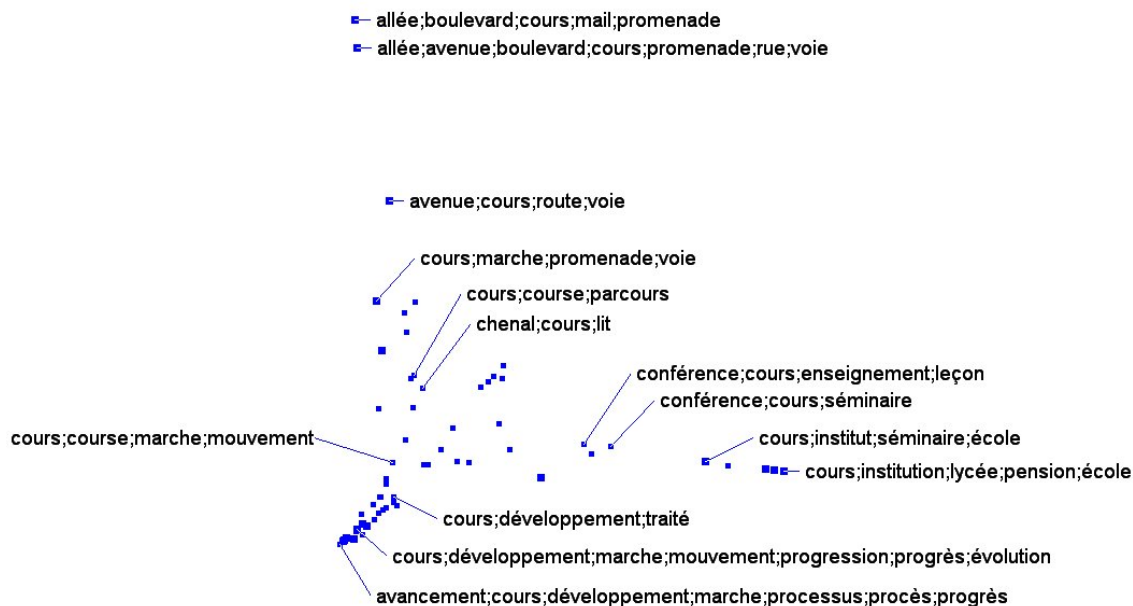 allée;boulevard;cours;mail;promenade
allée;avenue;boulevard;cours;promenade;rue;voie
avenue;cours;route;voie
cours;marche;promenade;voie
cours;course;parcours
chenal;cours;lit
conférence;cours;enseignement;leçon
conférence;cours;séminaire
cours;course;marche;mouvement
cours;institut;séminaire;école
cours;institution;lycée;pension;école
cours;développement;traité
cours;développement;marche;mouvement;progression;progrès;évolution
avancement;cours;développement;marche;processus;procès;progrès